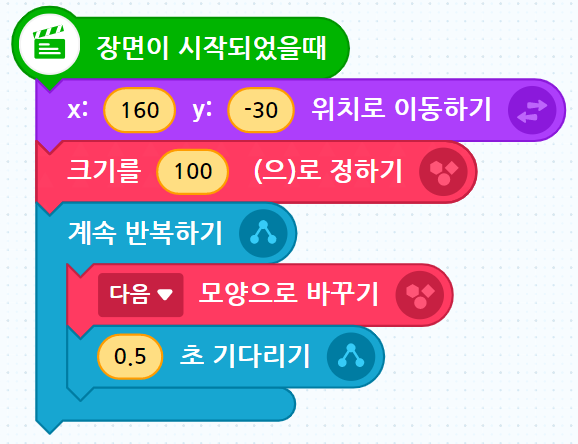 장면이 시작되었을때
x: 160 y: -30 위치로 이동하기
크기를 100 (으)로 정하기
계속 반복하기
다음 모양으로 바꾸기
0.5 초 기다리기